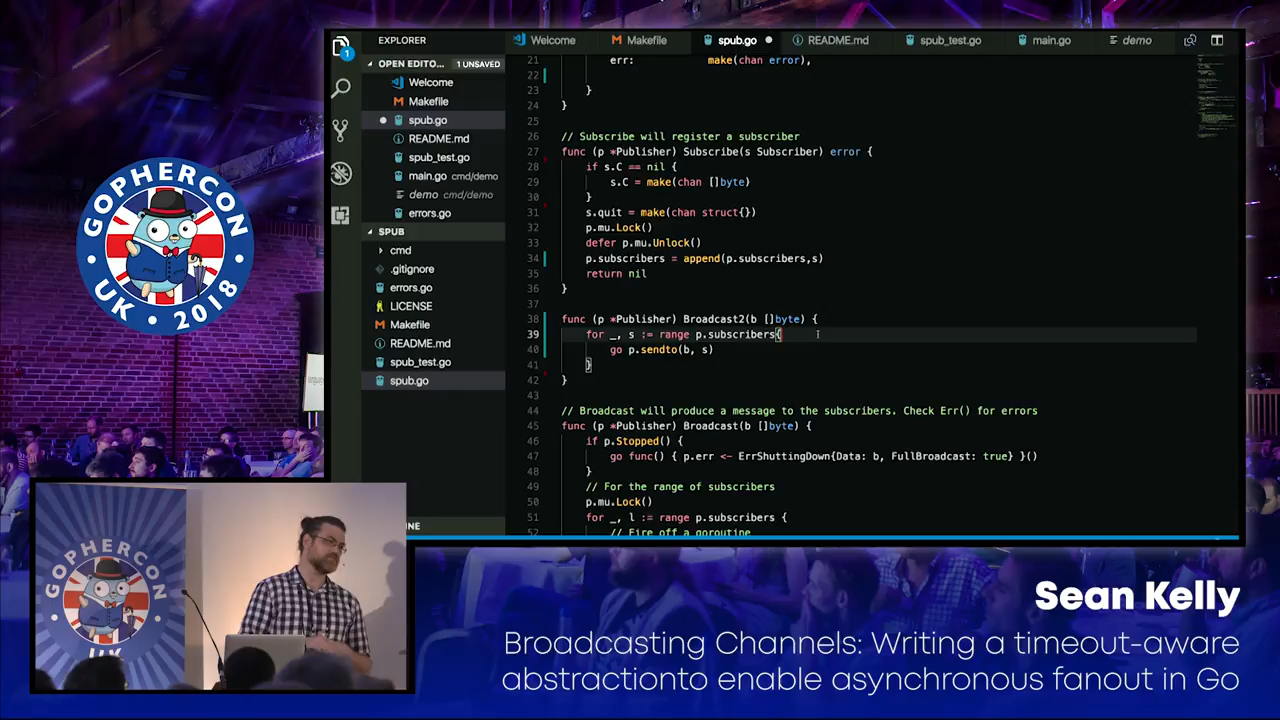 EXPLORER
OPEN EDITO... 1 UNSAVED
Welcome
Makefile
spub.go
README.md
spub_test.go
main.go cmd/demo
demo cmd/demo
errors.go
SPUB
cmd
.gitignore
errors.go
LICENSE
Makefile
README.md
spub_test.go
spub.go
1
Welcome Makefile spub.go README.md spub_test.go main.go demo
21 err: make(chan error),
22
23 }
24 }
25
26 // Subscribe will register a subscriber
27 func (p *Publisher) Subscribe(s Subscriber) error {
28 if s.C == nil {
29 s.C = make(chan []byte)
30 }
31 s.quit = make(chan struct{})
32 p.mu.Lock()
33 defer p.mu.Unlock()
34 p.subscribers = append(p.subscribers,s)
35 return nil
36 }
37
38 func (p *Publisher) Broadcast2(b []byte) {
39 for _, s := range p.subscribers{
40 go p.sendto(b, s)
41 }
42 }
43
44 // Broadcast will produce a message to the subscribers. Check Err() for errors
45 func (p *Publisher) Broadcast(b []byte) {
46 if p.Stopped() {
47 go func() { p.err <- ErrShuttingDown{Data: b, FullBroadcast: true} }()
48 }
49 // For the range of subscribers
50 p.mu.Lock()
51 for _, l := range p.subscribers {
52 // Fire off a goroutine
GOPHERCON
UK 2018
GOPHERCON
UK
Sean Kelly
Broadcasting Channels: Writing a timeout-aware
abstractionto enable asynchronous fanout in Go